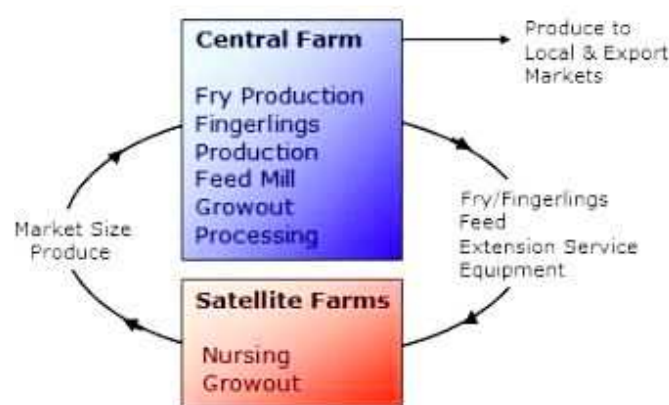 Central Farm
Fry Production
Fingerlings
Production
Feed Mill
Growout
Processing
Produce to
Local & Export
Markets
Fry/Fingerlings
Feed
Extension Service
Equipment
Market Size
Produce
Satellite Farms
Nursing
Growout